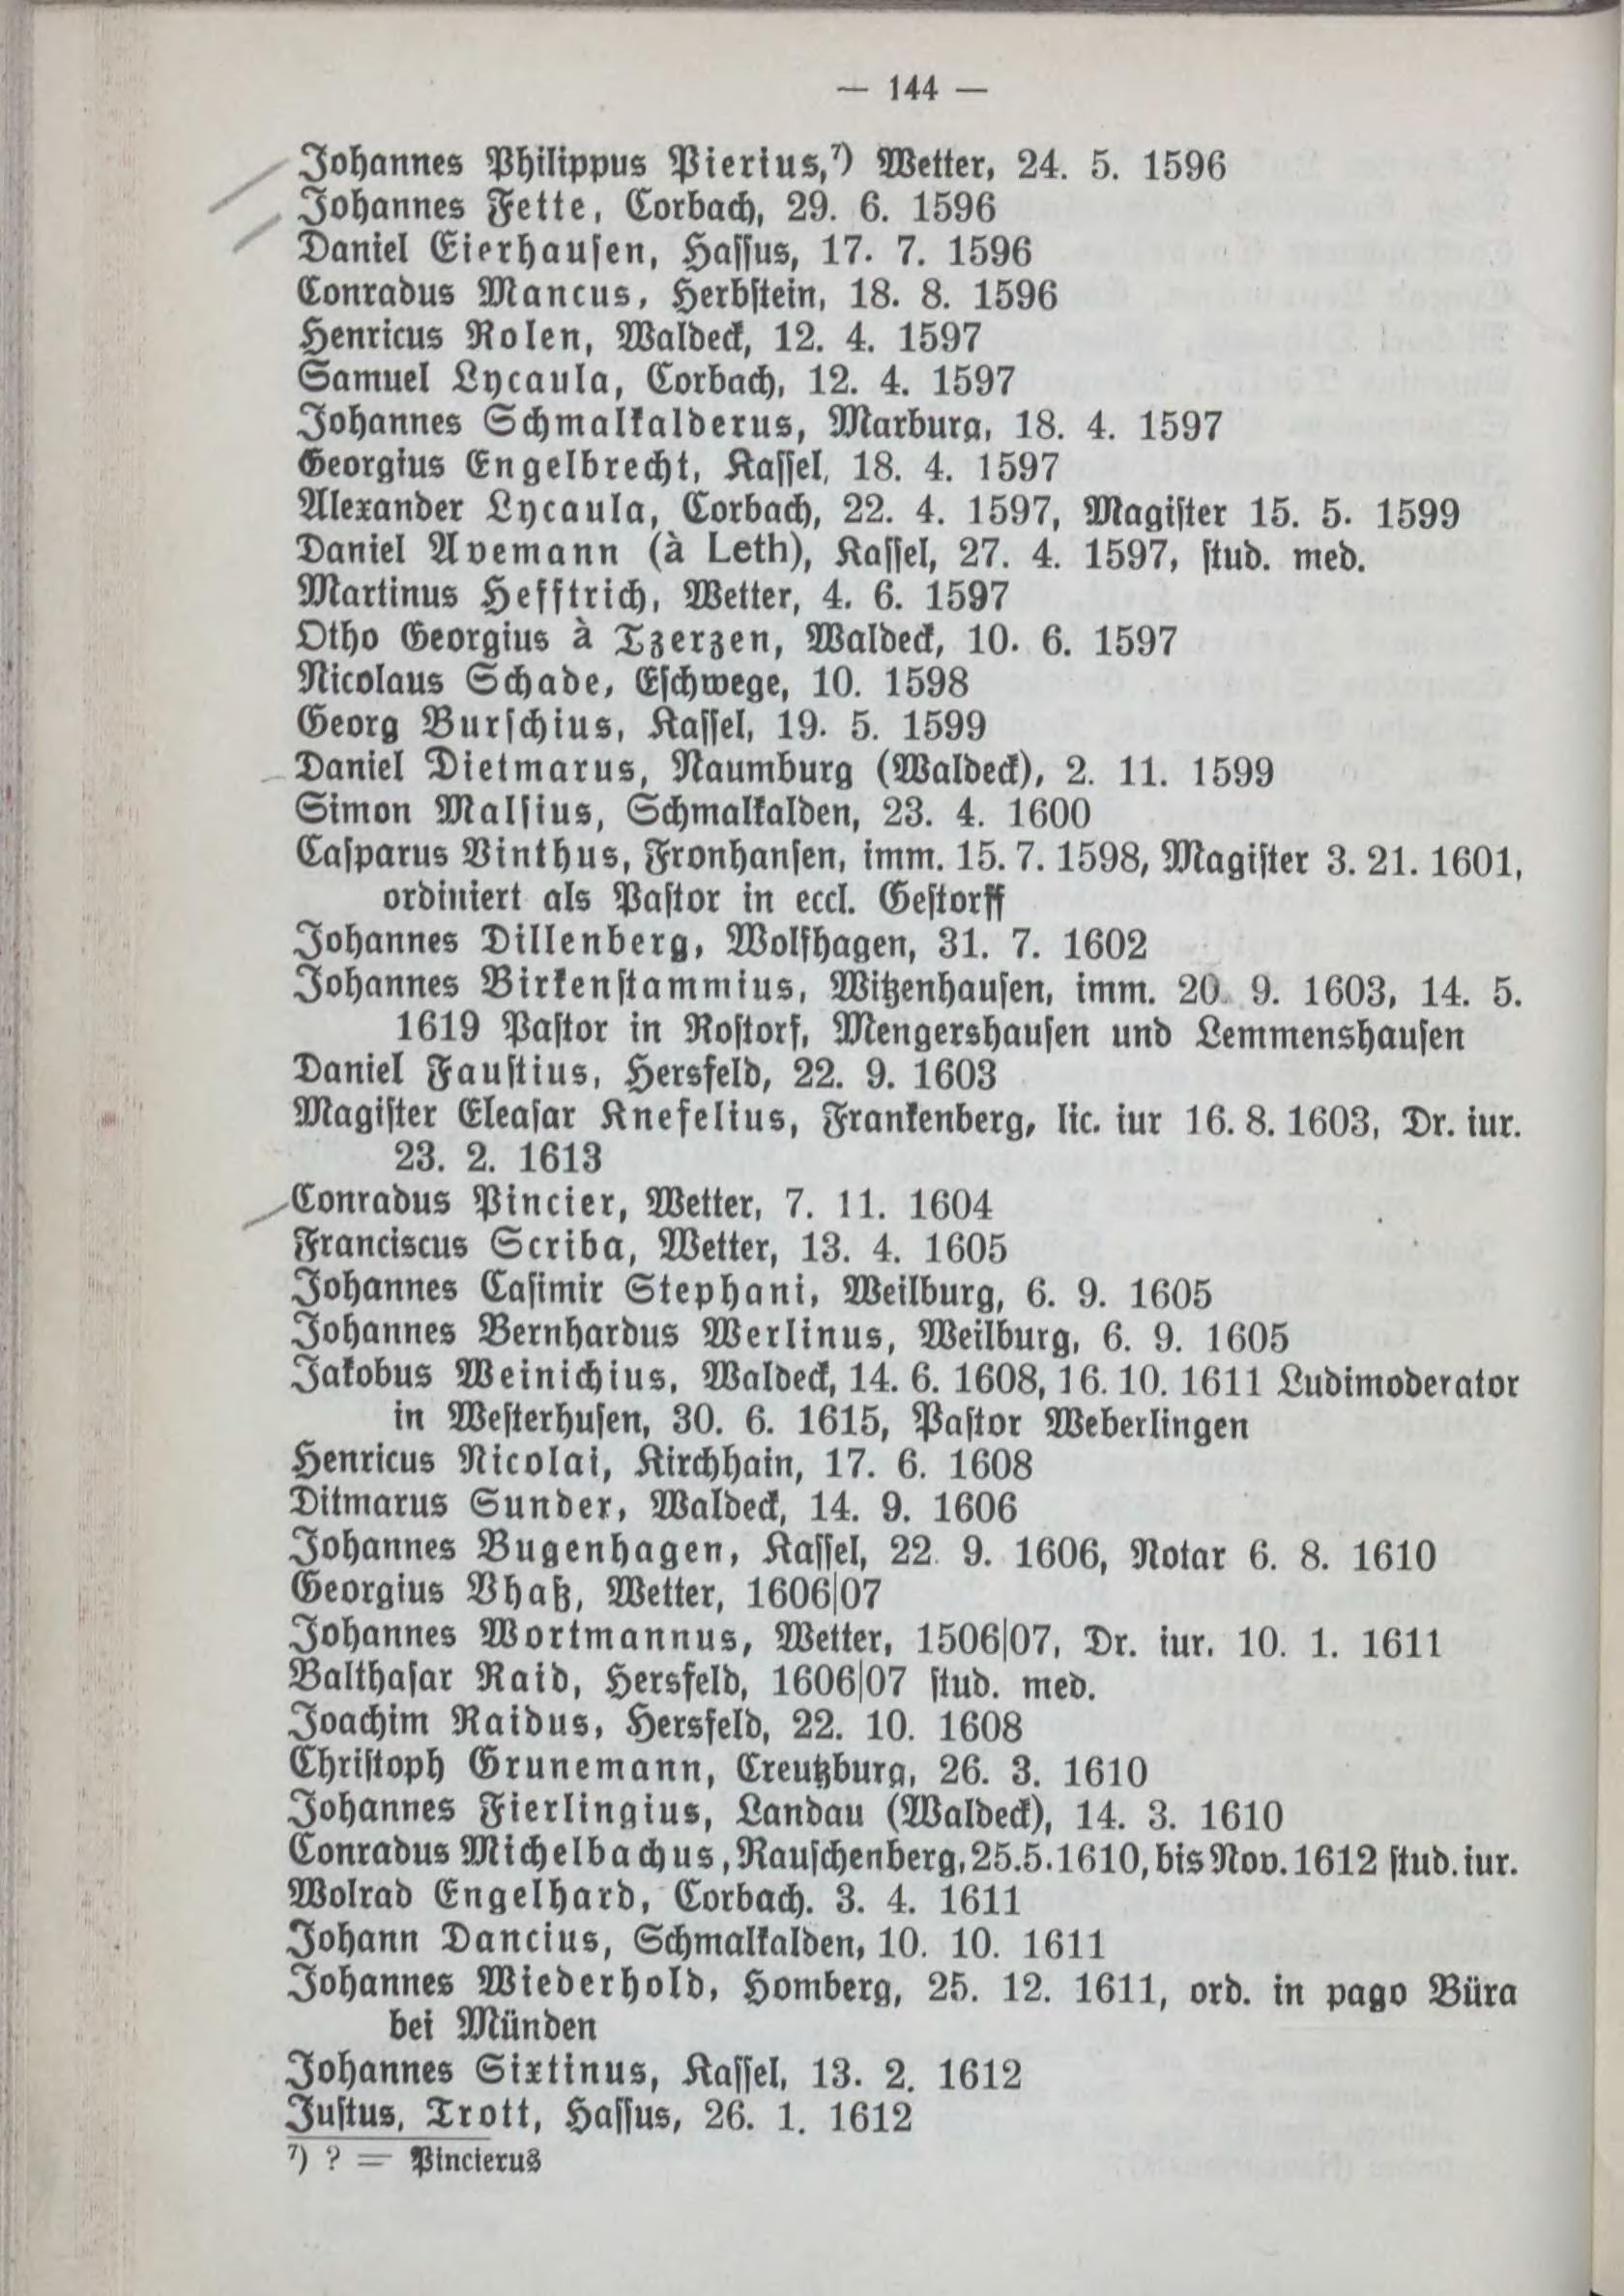 — 144 —
Johannes Philippus Pierius,⁷) Wetter, 24. 5. 1596
Johannes Fette, Corbach, 29. 6. 1596
Daniel Eierhausen, Hassus, 17. 7. 1596
Conradus Mancus, Herbstein, 18. 8. 1596
Henricus Rolen, Waldeck, 12. 4. 1597
Samuel Lycaula, Corbach, 12. 4. 1597
Johannes Schmalkalderus, Marburg, 18. 4. 1597
Georgius Engelbrecht, Kassel, 18. 4. 1597
Alexander Lycaula, Corbach, 22. 4. 1597, Magister 15. 5. 1599
Daniel Avemann (à Leth), Kassel, 27. 4. 1597, stud. med.
Martinus Hefftrich, Wetter, 4. 6. 1597
Otho Georgius à Tzerzen, Waldeck, 10. 6. 1597
Nicolaus Schade, Eschwege, 10. 1598
Georg Burschius, Kassel, 19. 5. 1599
Daniel Dietmarus, Naumburg (Waldeck), 2. 11. 1599
Simon Malsius, Schmalkalden, 23. 4. 1600
Casparus Vinthus, Fronhansen, imm. 15. 7. 1598, Magister 3. 21. 1601,
ordiniert als Pastor in eccl. Gestorff
Johannes Dillenberg, Wolfhagen, 31. 7. 1602
Johannes Birkenstammius, Witzenhausen, imm. 20. 9. 1603, 14. 5.
1619 Pastor in Rostorf, Mengershausen und Lemmenshausen
Daniel Faustius, Hersfeld, 22. 9. 1603
Magister Eleasar Knefelius, Frankenberg, lic. iur 16. 8. 1603, Dr. iur.
23. 2. 1613
Conradus Pincier, Wetter, 7. 11. 1604
Franciscus Scriba, Wetter, 13. 4. 1605
Johannes Casimir Stephani, Weilburg, 6. 9. 1605
Johannes Bernhardus Werlinus, Weilburg, 6. 9. 1605
Jakobus Weinichius, Waldeck, 14. 6. 1608, 16. 10. 1611 Ludimoderator
in Westerhusen, 30. 6. 1615, Pastor Weberlingen
Henricus Nicolai, Kirchhain, 17. 6. 1608
Ditmarus Sunder, Waldeck, 14. 9. 1606
Johannes Bugenhagen, Kassel, 22. 9. 1606, Notar 6. 8. 1610
Georgius Vhaß, Wetter, 1606|07
Johannes Wortmannus, Wetter, 1506|07, Dr. iur. 10. 1. 1611
Balthasar Raid, Hersfeld, 1606|07 stud. med.
Joachim Raidus, Hersfeld, 22. 10. 1608
Christoph Grunemann, Creutzburg, 26. 3. 1610
Johannes Fierlingius, Landau (Waldeck), 14. 3. 1610
Conradus Michelbachus, Rauschenberg, 25. 5. 1610, bis Nov. 1612 stud. iur.
Wolrad Engelhard, Corbach. 3. 4. 1611
Johann Dancius, Schmalkalden, 10. 10. 1611
Johannes Wiederhold, Homberg, 25. 12. 1611, ord. in pago Büra
bei Münden
Johannes Sixtinus, Kassel, 13. 2. 1612
Justus, Trott, Hassus, 26. 1. 1612
⁷) ? = Pincierus